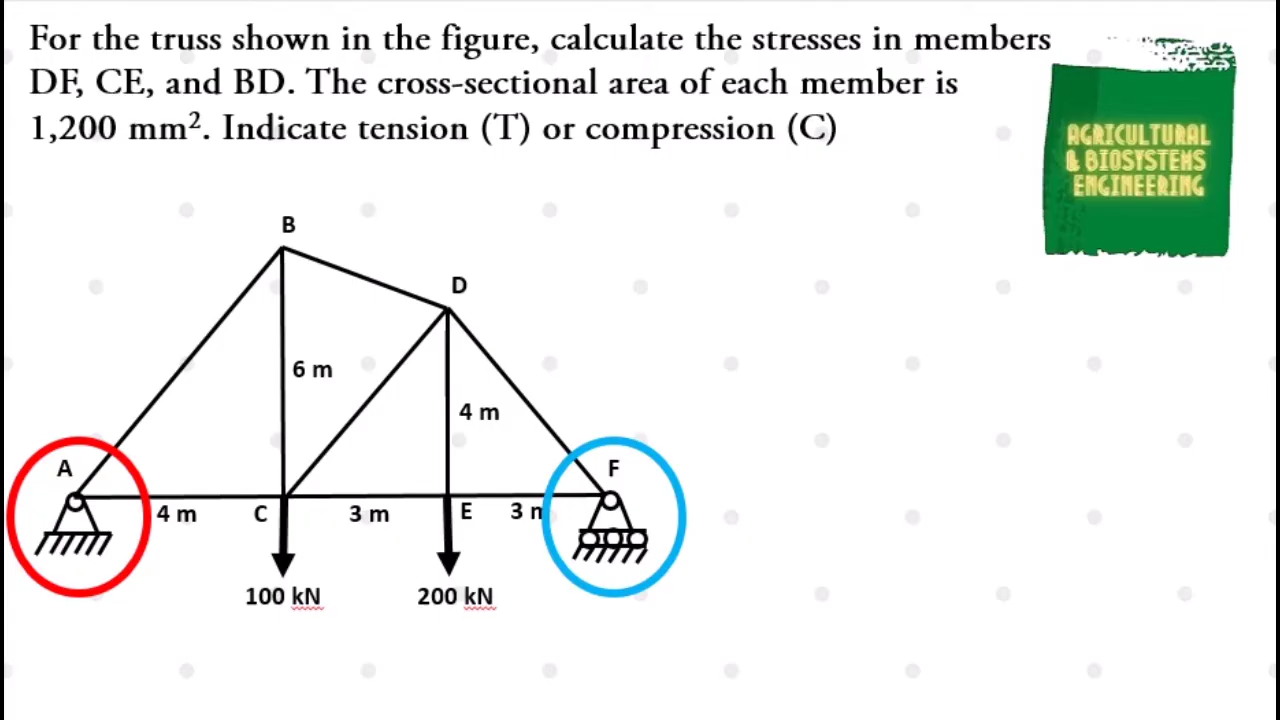 For the truss shown in the figure, calculate the stresses in members
DF, CE, and BD. The cross-sectional area of each member is
1,200 mm². Indicate tension (T) or compression (C)
AGRICULTURAL
& BIOSYSTEMS
ENGINEERING
B
D
6 m
4 m
A
F
4 m
C
3 m
E
3 m
100 kN
200 kN